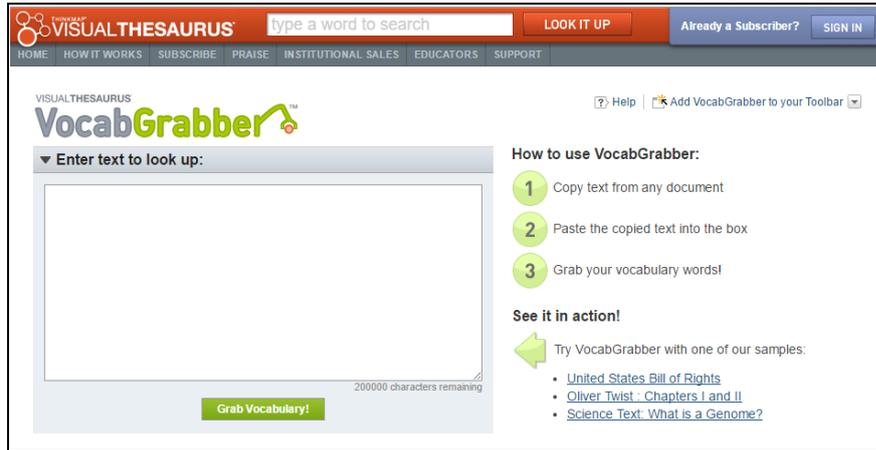 THINKMAP
VISUALTHESAURUS
type a word to search
LOOK IT UP
Already a Subscriber?
SIGN IN
HOME HOW IT WORKS SUBSCRIBE PRAISE INSTITUTIONAL SALES EDUCATORS SUPPORT
VISUALTHESAURUS
VocabGrabber™
? Help
Add VocabGrabber to your Toolbar
Enter text to look up:
200000 characters remaining
Grab Vocabulary!
How to use VocabGrabber:
1 Copy text from any document
2 Paste the copied text into the box
3 Grab your vocabulary words!
See it in action!
Try VocabGrabber with one of our samples:
• United States Bill of Rights
• Oliver Twist : Chapters I and II
• Science Text: What is a Genome?